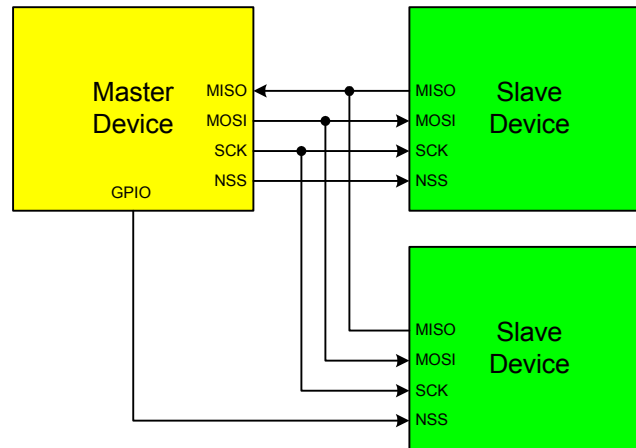 Master
Device
MISO
MOSI
SCK
NSS
GPIO
MISO
MOSI
SCK
NSS
Slave
Device
MISO
MOSI
SCK
NSS
Slave
Device